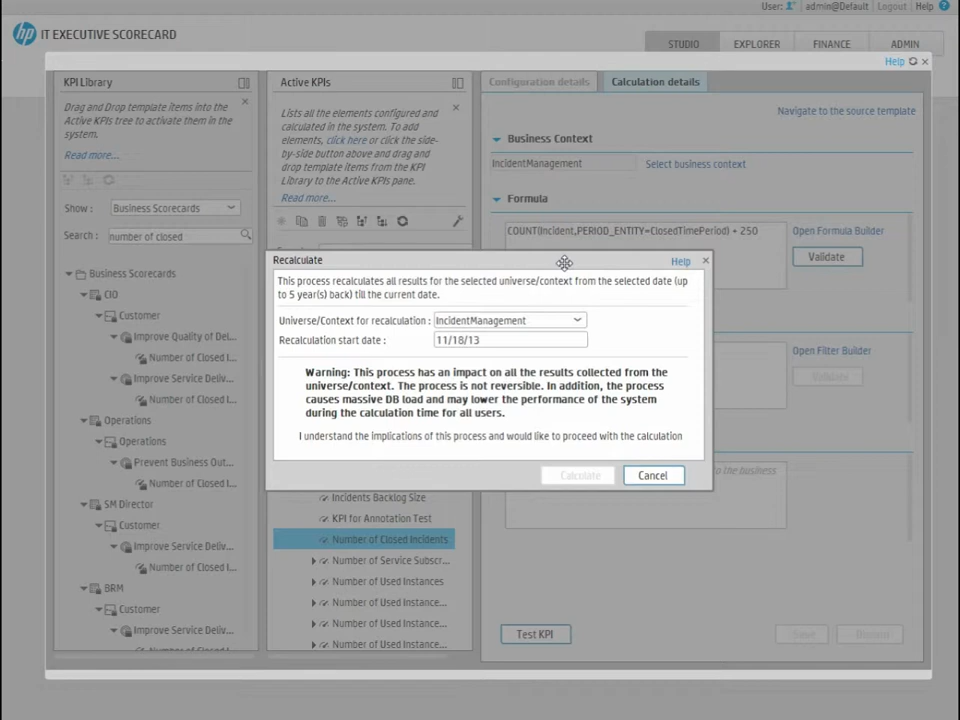 User: admin@Default Logout Help ?
hp IT EXECUTIVE SCORECARD
STUDIO EXPLORER FINANCE ADMIN
Help
KPI Library
Drag and Drop template items into the
Active KPIs tree to activate them in the
system.
Read more...
Show : Business Scorecards
Search : number of closed
Business Scorecards
CIO
Customer
Improve Quality of Del...
Number of Closed I...
Improve Service Deliv...
Number of Closed I...
Operations
Operations
Prevent Business Out...
Number of Closed I...
SM Director
Customer
Improve Service Deliv...
Number of Closed I...
BRM
Customer
Improve Service Deliv...
Number of Closed I...
Active KPIs
Lists all the elements configured and
calculated in the system. To add
elements, click here or click the side-
by-side button above and drag and
drop template items from the KPI
Library to the Active KPIs pane.
Read more...
Incidents Backlog Size
KPI for Annotation Test
Number of Closed Incidents
Number of Service Subscr...
Number of Used Instances
Number of Used Instance...
Number of Used Instance...
Number of Used Instance...
Configuration details Calculation details
Navigate to the source template
Business Context
IncidentManagement Select business context
Formula
COUNT(Incident,PERIOD_ENTITY=ClosedTimePeriod) + 250
Open Formula Builder
Validate
Open Filter Builder
Validate
to the business
Test KPI Save Discard
Recalculate Help
This process recalculates all results for the selected universe/context from the selected date (up
to 5 year(s) back) till the current date.
Universe/Context for recalculation : IncidentManagement
Recalculation start date : 11/18/13
Warning: This process has an impact on all the results collected from the
universe/context. The process is not reversible. In addition, the process
causes massive DB load and may lower the performance of the system
during the calculation time for all users.
I understand the implications of this process and would like to proceed with the calculation
Calculate Cancel